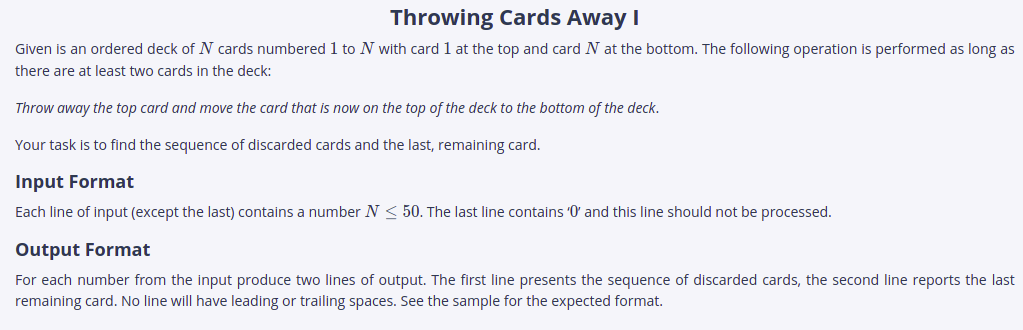 Throwing Cards Away I
Given is an ordered deck of N cards numbered 1 to N with card 1 at the top and card N at the bottom. The following operation is performed as long as
there are at least two cards in the deck:
Throw away the top card and move the card that is now on the top of the deck to the bottom of the deck.
Your task is to find the sequence of discarded cards and the last, remaining card.
Input Format
Each line of input (except the last) contains a number N ≤ 50. The last line contains ‘0’ and this line should not be processed.
Output Format
For each number from the input produce two lines of output. The first line presents the sequence of discarded cards, the second line reports the last
remaining card. No line will have leading or trailing spaces. See the sample for the expected format.